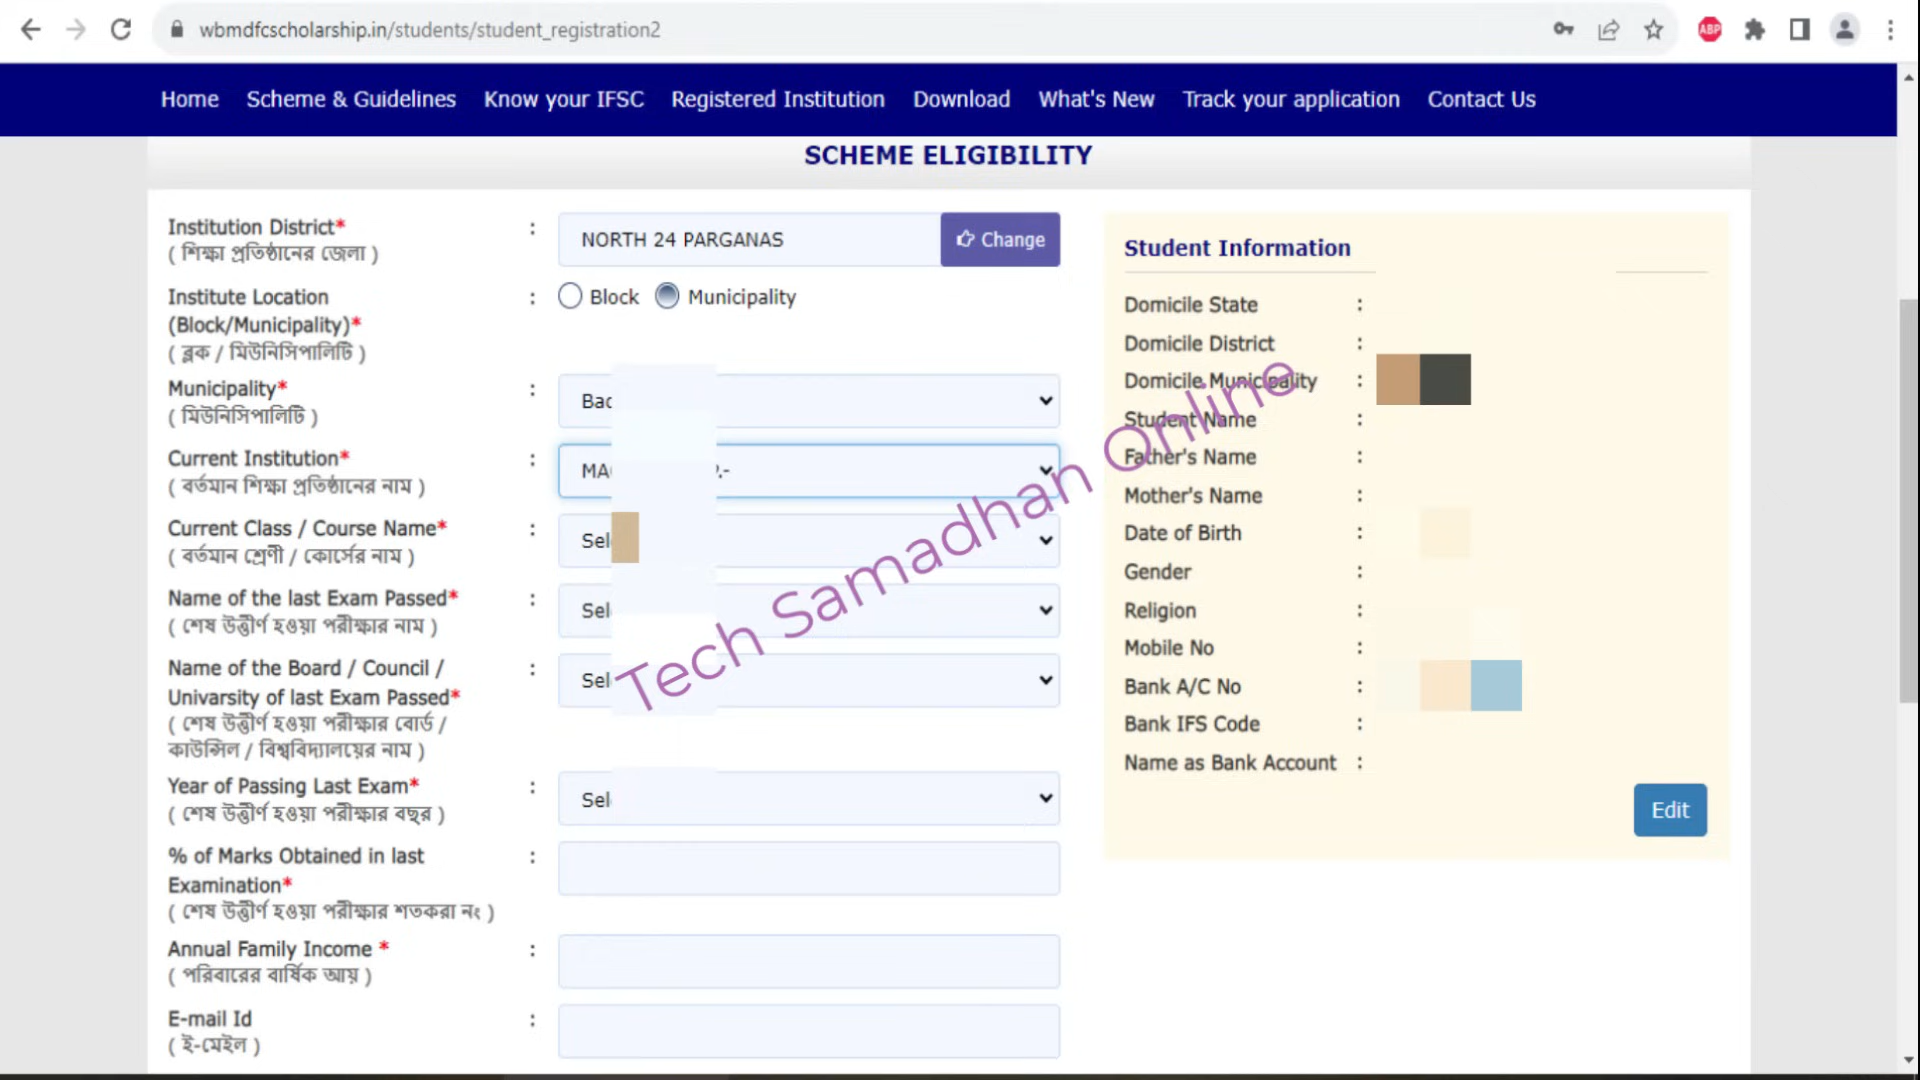 wbmdfcscholarship.in/students/student_registration2
ABP
Home Scheme & Guidelines Know your IFSC Registered Institution Download What's New Track your application Contact Us
SCHEME ELIGIBILITY
Institution District* : NORTH 24 PARGANAS Change
( শিক্ষা প্রতিষ্ঠানের জেলা )
Institute Location : Block Municipality
(Block/Municipality)*
( ব্লক / মিউনিসিপালিটি )
Municipality* :
( মিউনিসিপালিটি )
Current Institution* :
( বর্তমান শিক্ষা প্রতিষ্ঠানের নাম )
Current Class / Course Name* :
( বর্তমান শ্রেণী / কোর্সের নাম )
Name of the last Exam Passed* :
( শেষ উত্তীর্ণ হওয়া পরীক্ষার নাম )
Name of the Board / Council / :
Univarsity of last Exam Passed*
( শেষ উত্তীর্ণ হওয়া পরীক্ষার বোর্ড /
কাউন্সিল / বিশ্ববিদ্যালয়ের নাম )
Year of Passing Last Exam* :
( শেষ উত্তীর্ণ হওয়া পরীক্ষার বছর )
% of Marks Obtained in last :
Examination*
( শেষ উত্তীর্ণ হওয়া পরীক্ষার শতকরা নং )
Annual Family Income * :
( পরিবারের বার্ষিক আয় )
E-mail Id :
( ই-মেইল )
Student Information
Domicile State :
Domicile District :
Domicile Municipality :
Student Name :
Father's Name :
Mother's Name :
Date of Birth :
Gender :
Religion :
Mobile No :
Bank A/C No :
Bank IFS Code :
Name as Bank Account :
Edit
Tech Samadhan Online